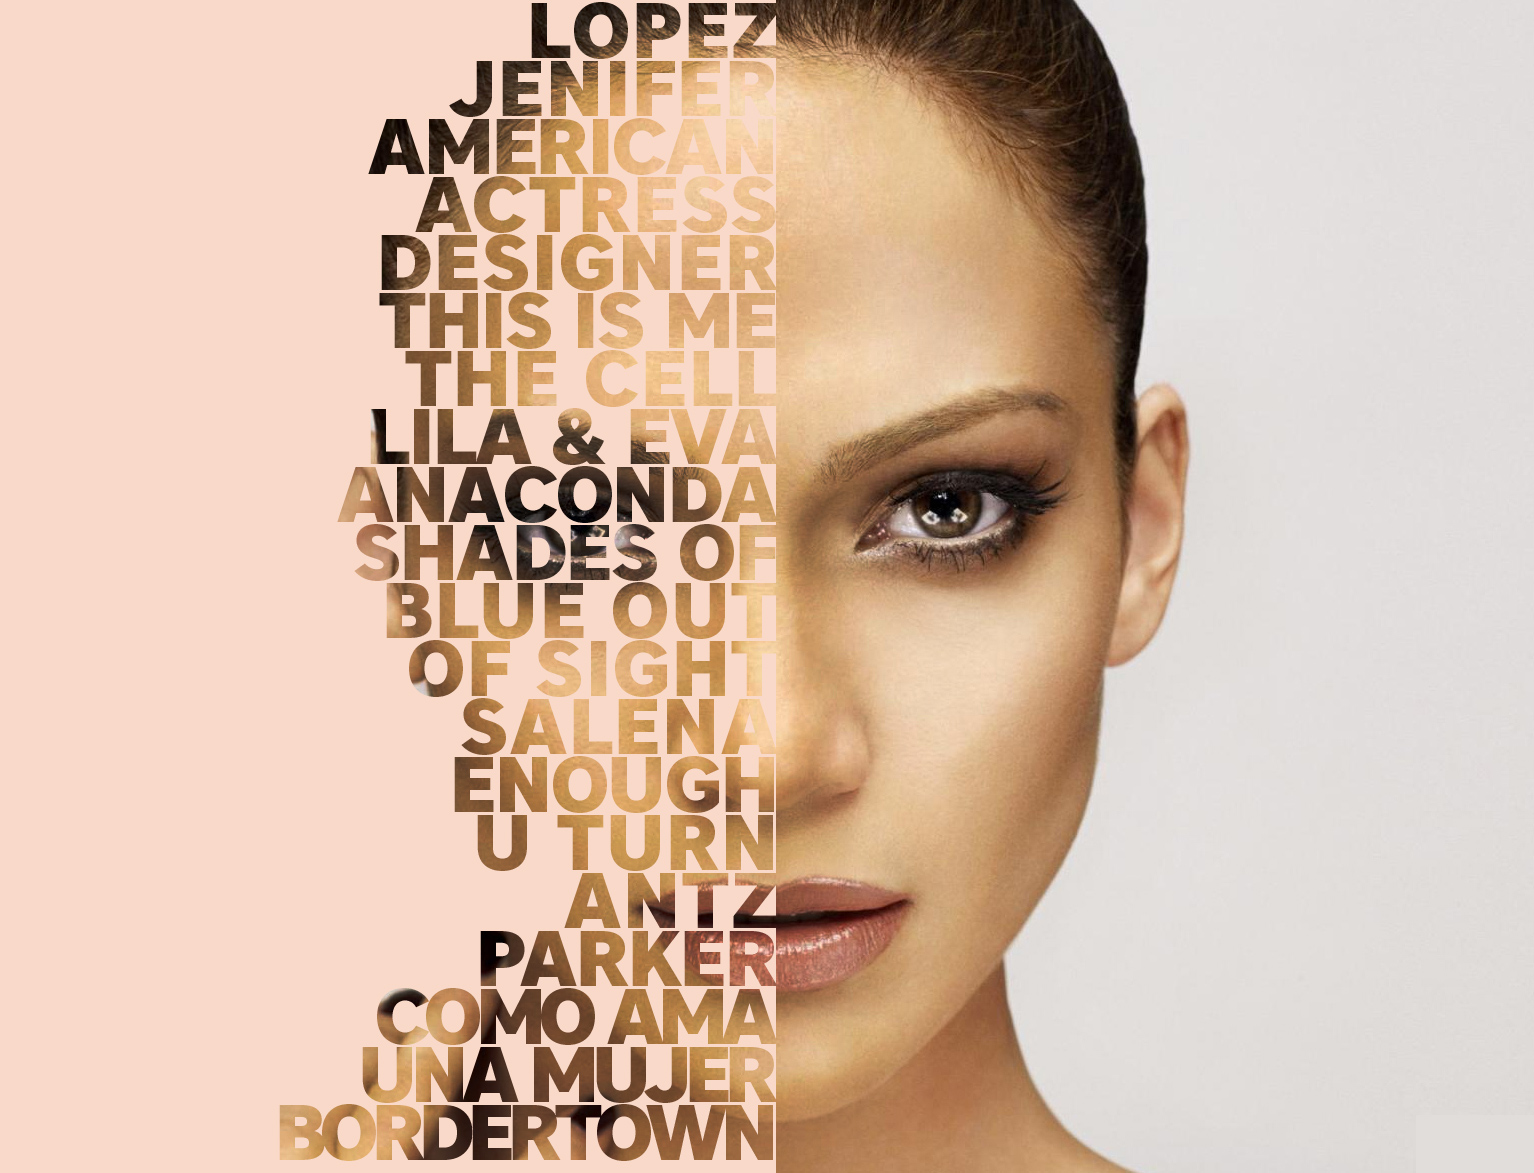 LOPEZ
JENIFER
AMERICAN
ACTRESS
DESIGNER
THIS IS ME
THE CELL
LILA & EVA
ANACONDA
SHADES OF
BLUE OUT
OF SIGHT
SALENA
ENOUGH
U TURN
ANTZ
PARKER
COMO AMA
UNA MUJER
BORDERTOWN